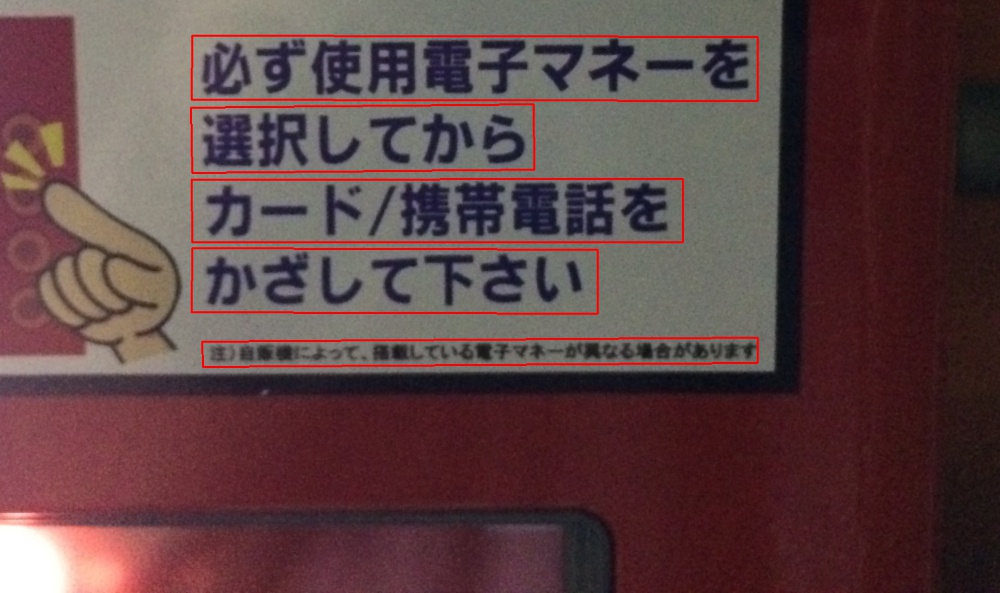 必ず使用電子マネーを
選択してから
カード/携帯電話を
かざして下さい
注)自販機によって、搭載している電子マネーが異なる場合があります